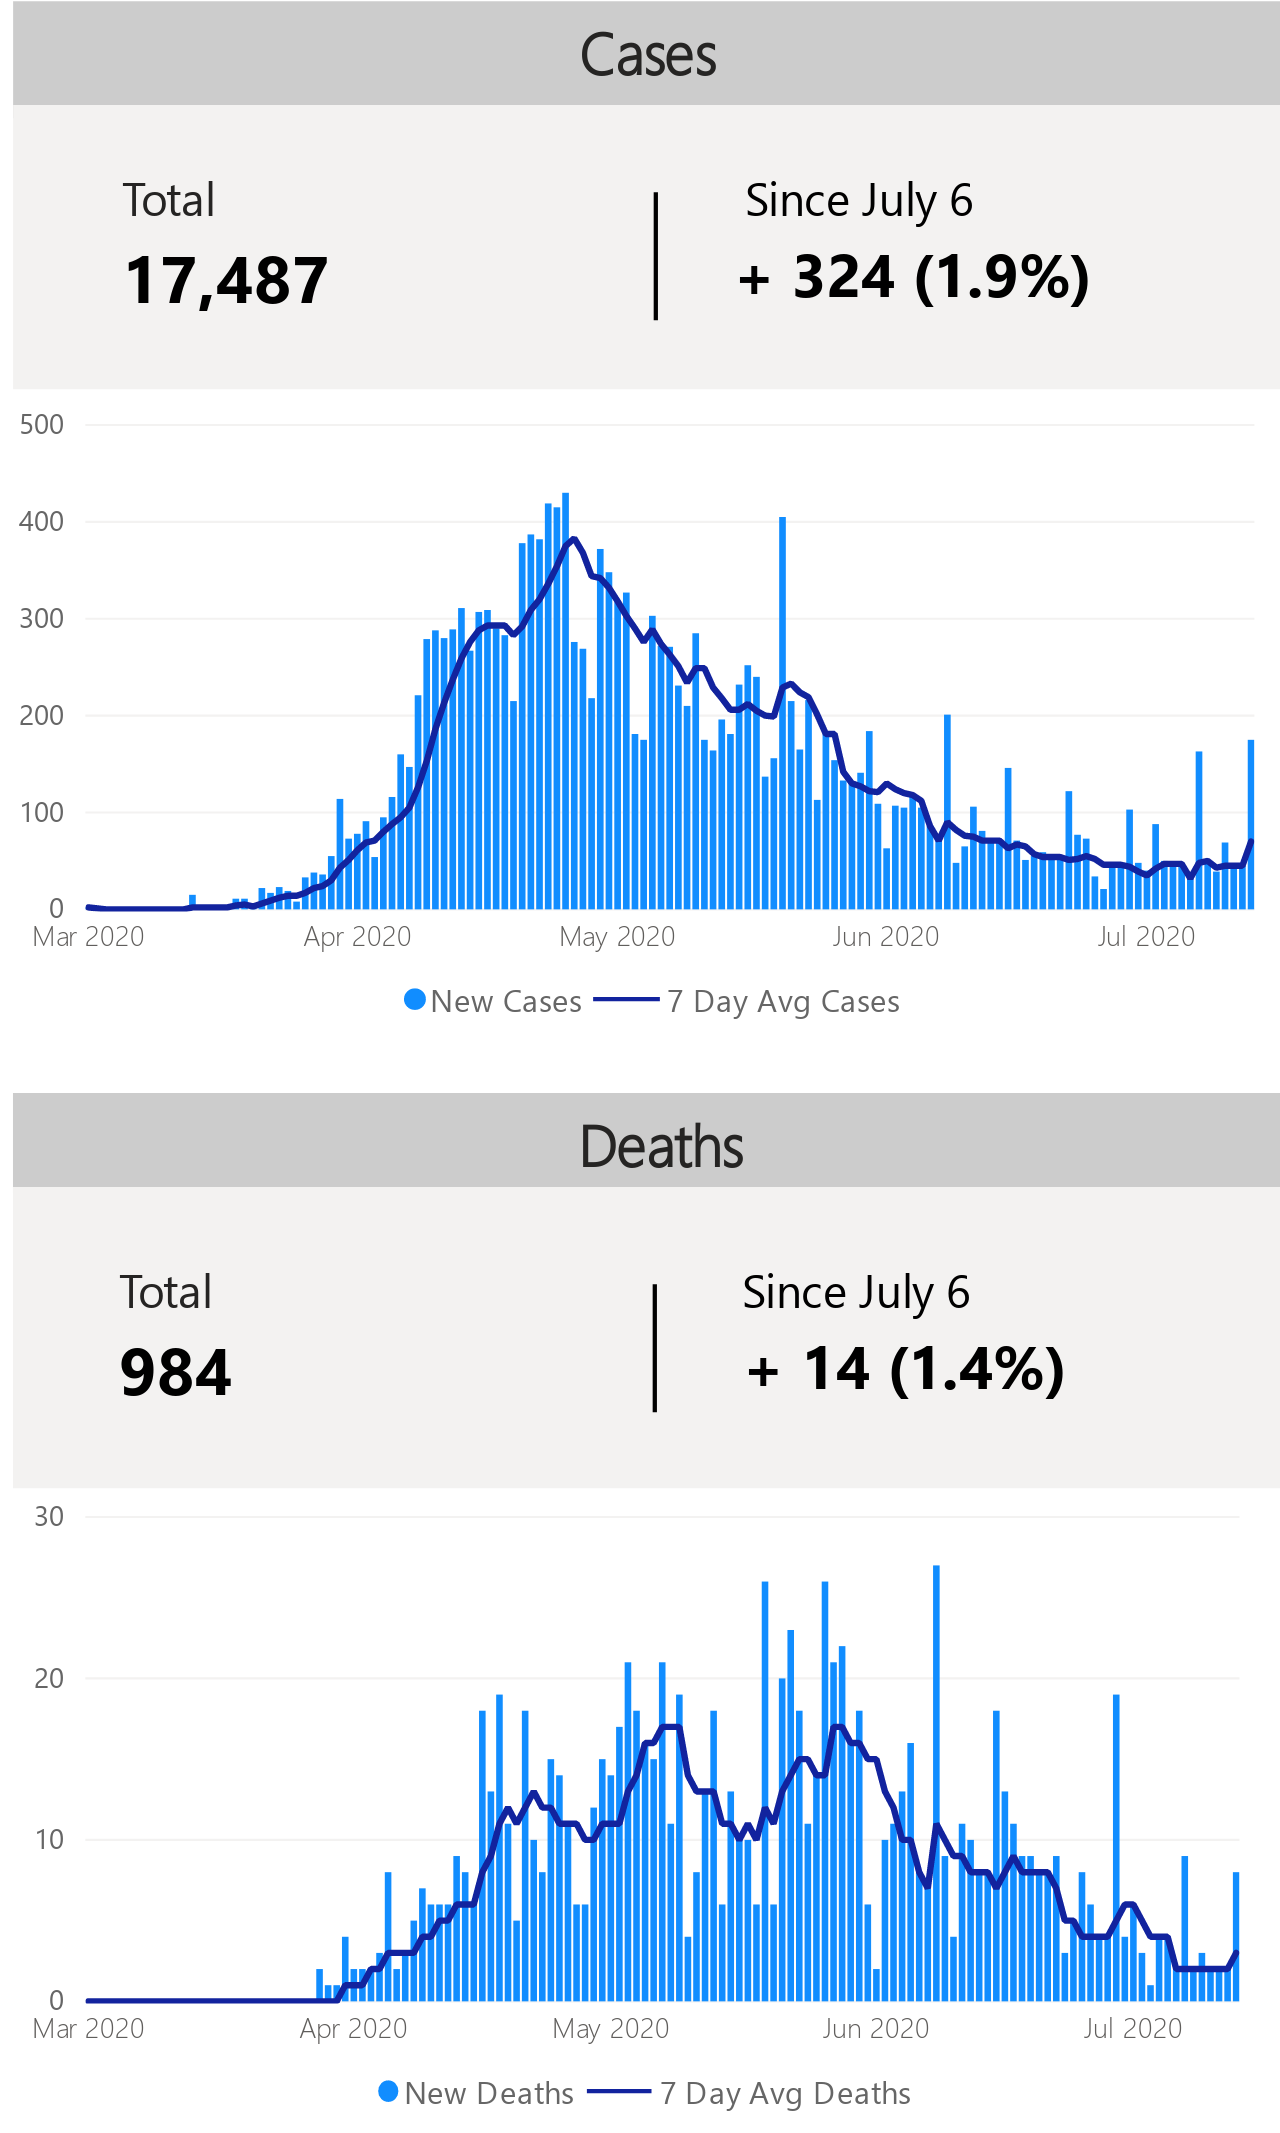 Cases
Total
Since July 6
17,487
+ 324 (1.9%)
500
400
300
200
100
0
Mar 2020 Apr 2020 May 2020 Jun 2020 Jul 2020
New Cases 7 Day Avg Cases
Deaths
Total
Since July 6
984
+ 14 (1.4%)
30
20
10
0
Mar 2020 Apr 2020 May 2020 Jun 2020 Jul 2020
New Deaths 7 Day Avg Deaths